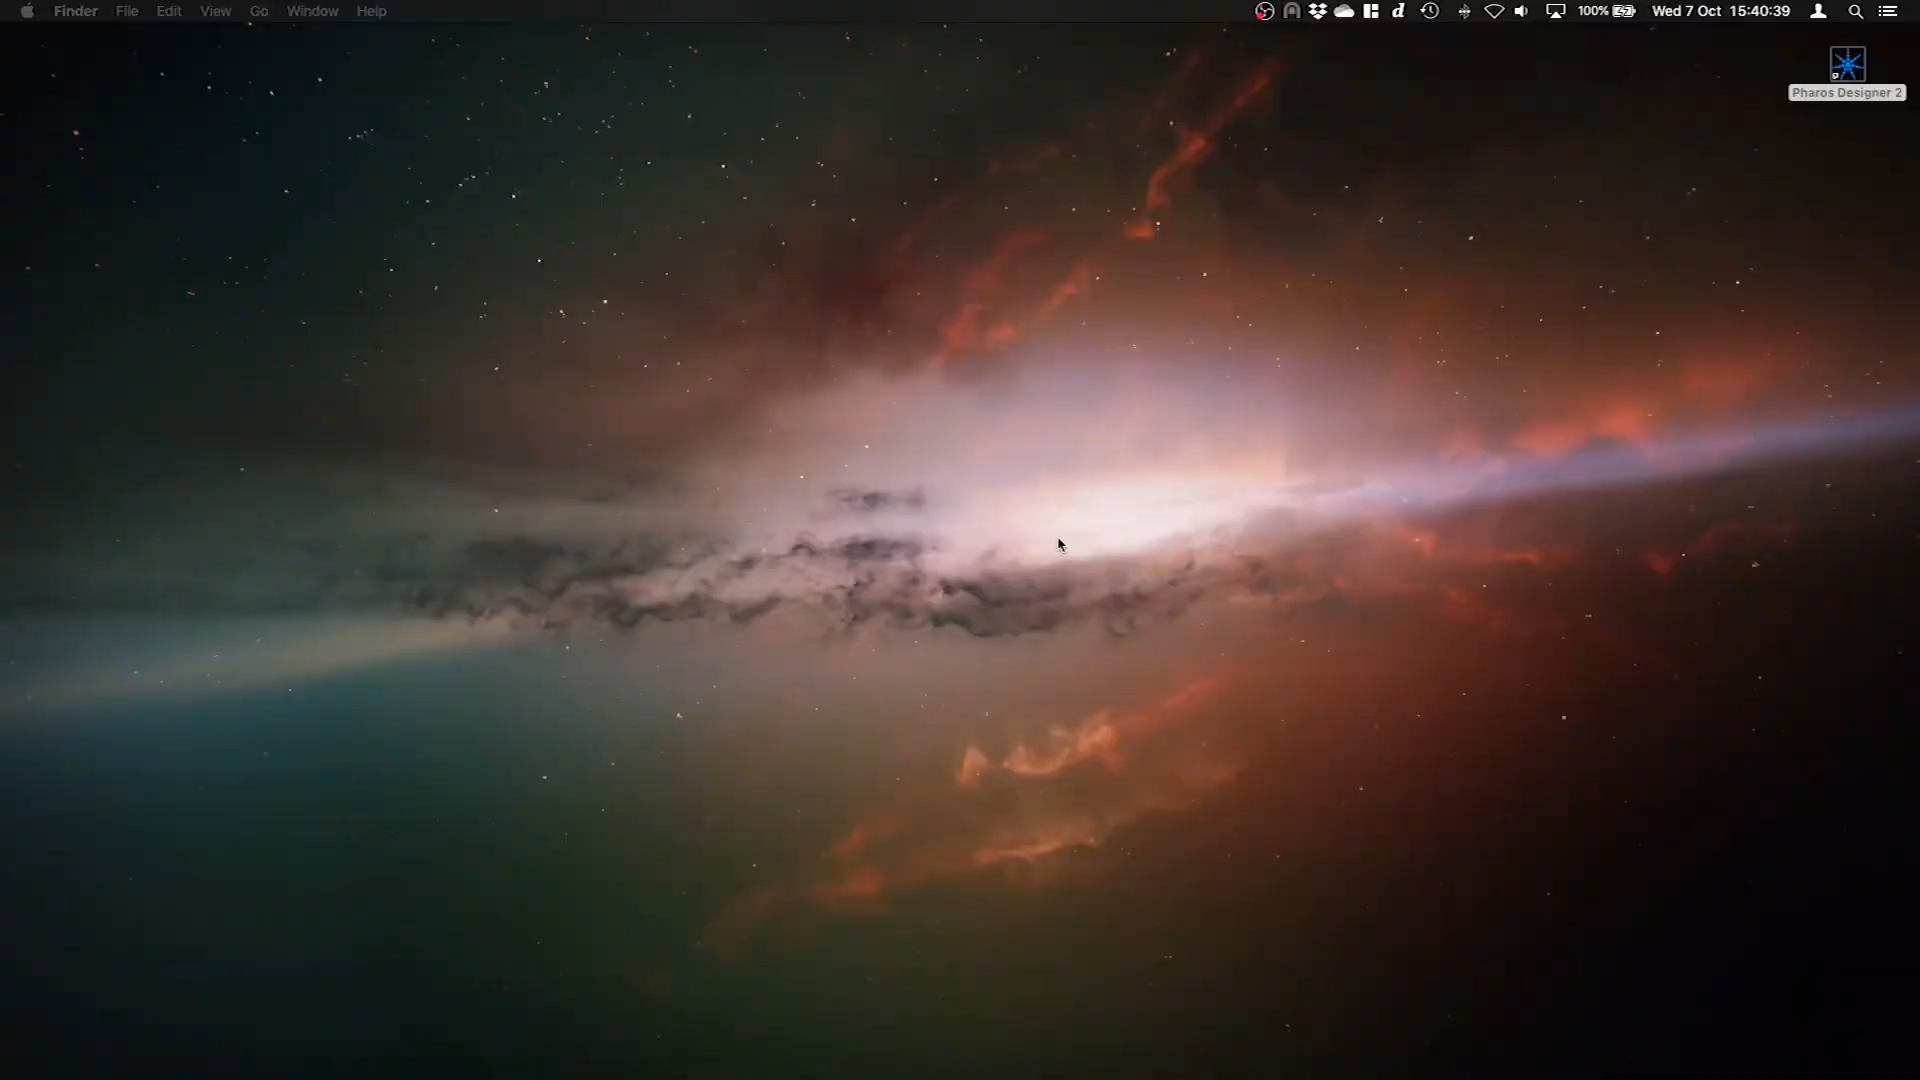 Finder File Edit View Go Window Help
100% Wed 7 Oct 15:40:39
Pharos Designer 2